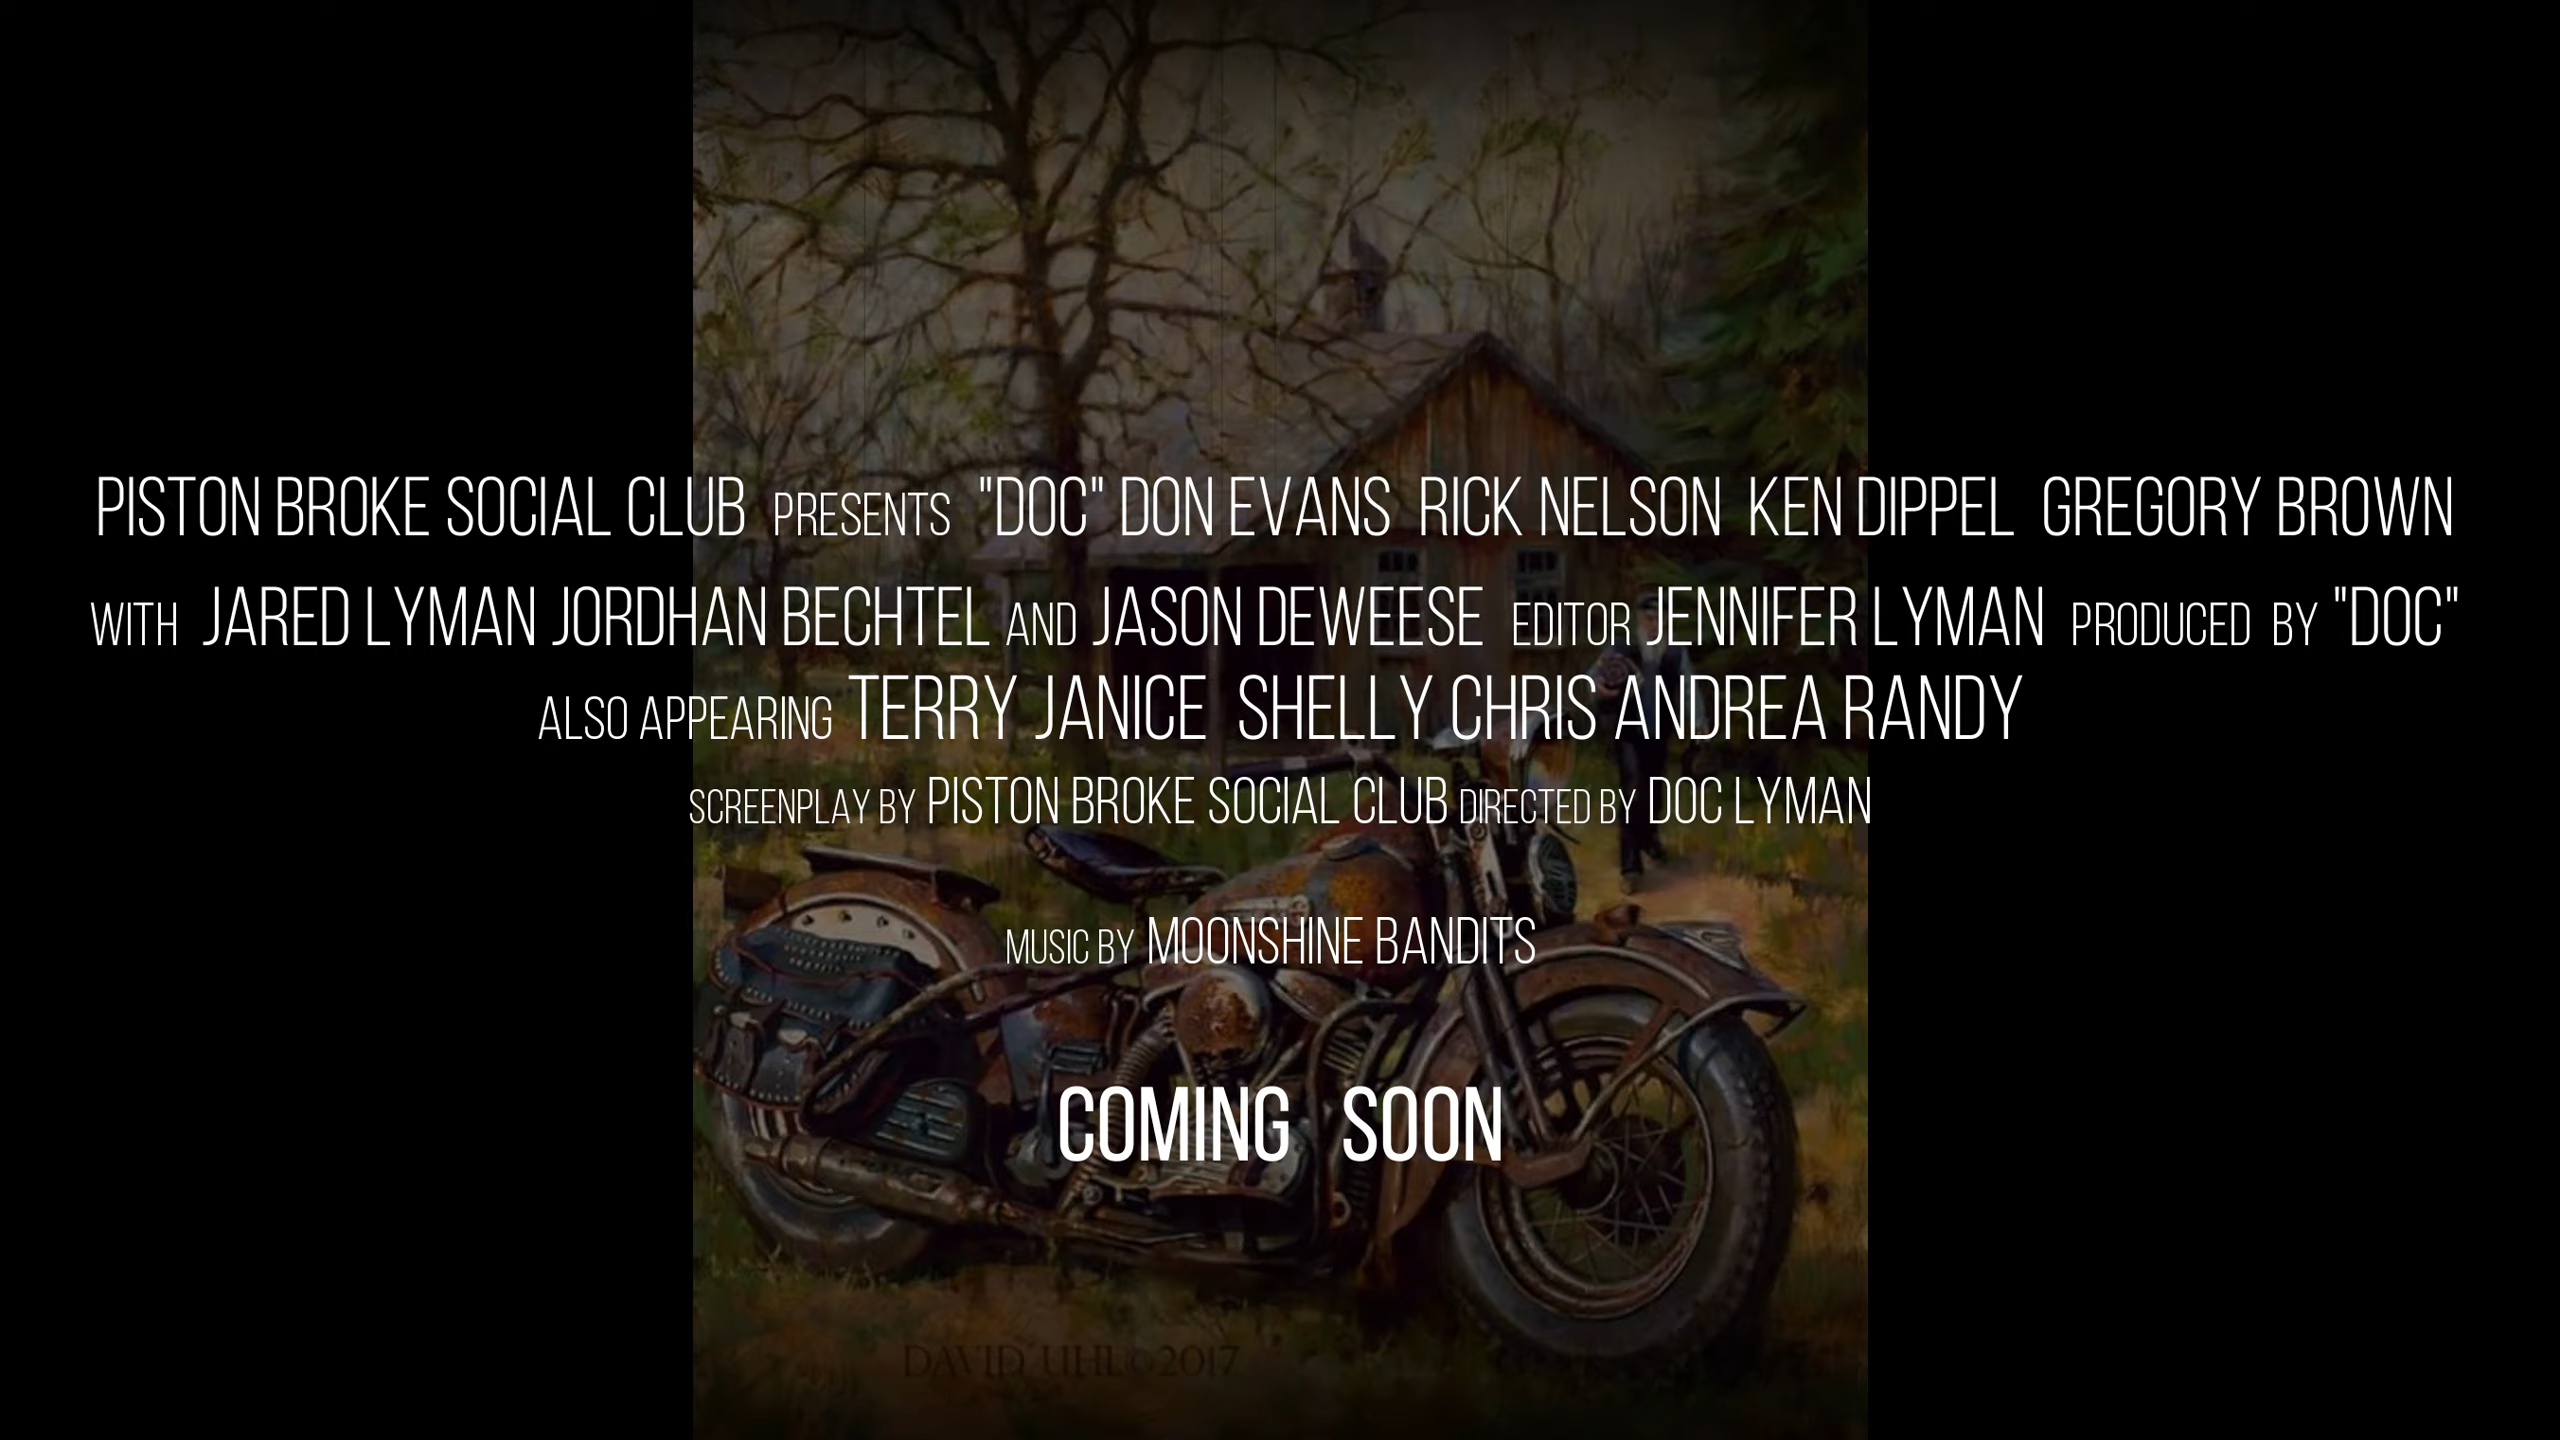 PISTON BROKE SOCIAL CLUB PRESENTS "DOC" DON EVANS RICK NELSON KEN DIPPEL GREGORY BROWN
WITH JARED LYMAN JORDHAN BECHTEL AND JASON DEWEESE EDITOR JENNIFER LYMAN PRODUCED BY "DOC"
ALSO APPEARING TERRY JANICE SHELLY CHRIS ANDREA RANDY
SCREENPLAY BY PISTON BROKE SOCIAL CLUB DIRECTED BY DOC LYMAN
MUSIC BY MOONSHINE BANDITS
COMING SOON
DAVID UHL ©2017